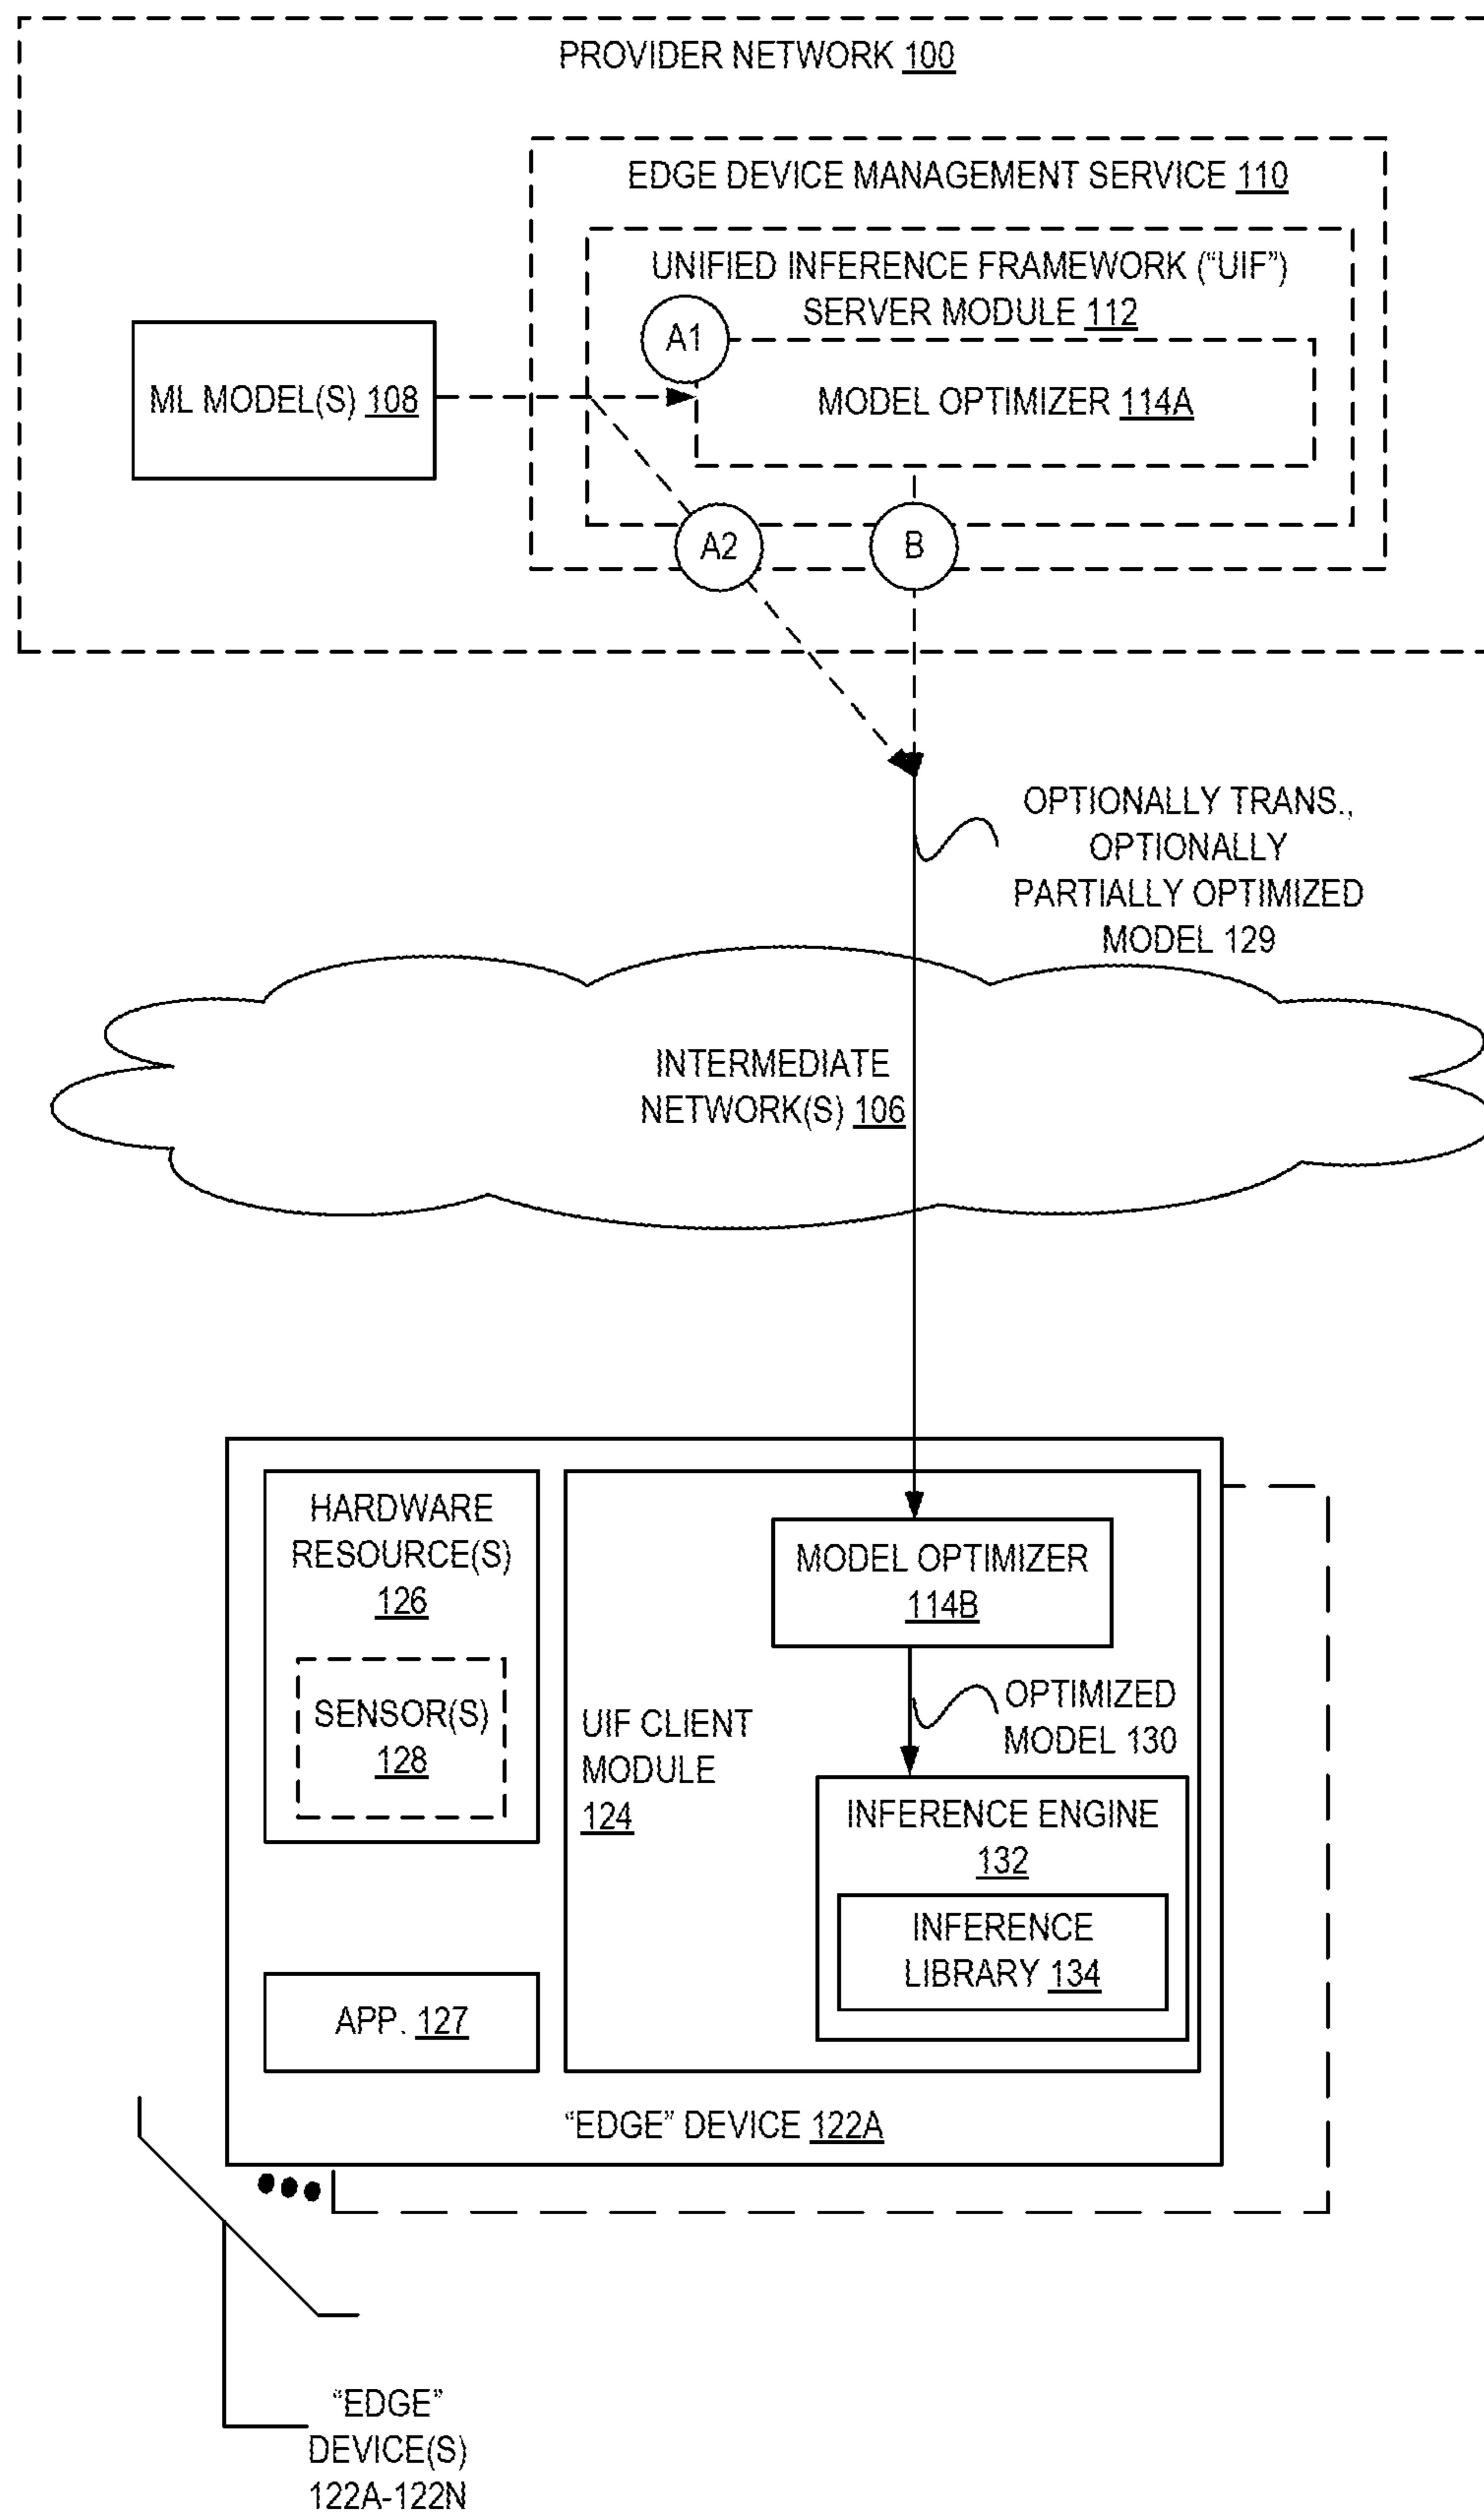 PROVIDER NETWORK 100
EDGE DEVICE MANAGEMENT SERVICE 110
UNIFIED INFERENCE FRAMEWORK (“UIF”)
SERVER MODULE 112
A1
ML MODEL(S) 108
MODEL OPTIMIZER 114A
A2
B
OPTIONALLY TRANS.,
OPTIONALLY
PARTIALLY OPTIMIZED
MODEL 129
INTERMEDIATE
NETWORK(S) 106
HARDWARE
RESOURCE(S)
126
SENSOR(S)
128
APP. 127
UIF CLIENT
MODULE
124
MODEL OPTIMIZER
114B
OPTIMIZED
MODEL 130
INFERENCE ENGINE
132
INFERENCE
LIBRARY 134
“EDGE” DEVICE 122A
“EDGE”
DEVICE(S)
122A-122N